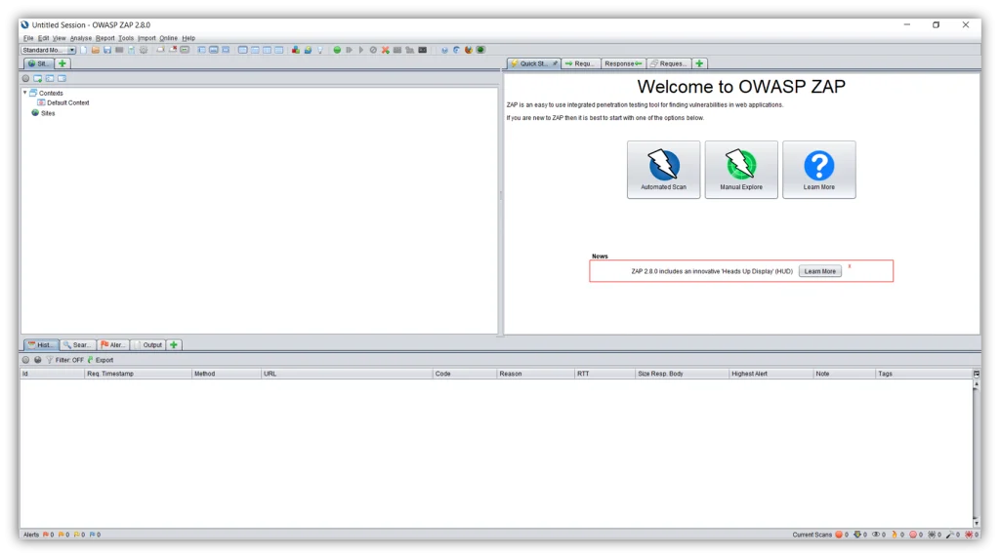 Untitled Session - OWASP ZAP 2.8.0
File Edit View Analyse Report Tools Import Online Help
Standard Mo...
Sit...
Quick St... Requ... Response Reques...
Contexts
Default Context
Sites
Welcome to OWASP ZAP
ZAP is an easy to use integrated penetration testing tool for finding vulnerabilities in web applications.
If you are new to ZAP then it is best to start with one of the options below.
Automated Scan Manual Explore Learn More
News
ZAP 2.8.0 includes an innovative 'Heads Up Display' (HUD) Learn More x
Hist... Sear... Aler... Output
Filter: OFF Export
Id Req. Timestamp Method URL Code Reason RTT Size Resp. Body Highest Alert Note Tags
Alerts 0 0 0 0 Current Scans 0 0 0 0 0 0 0 0